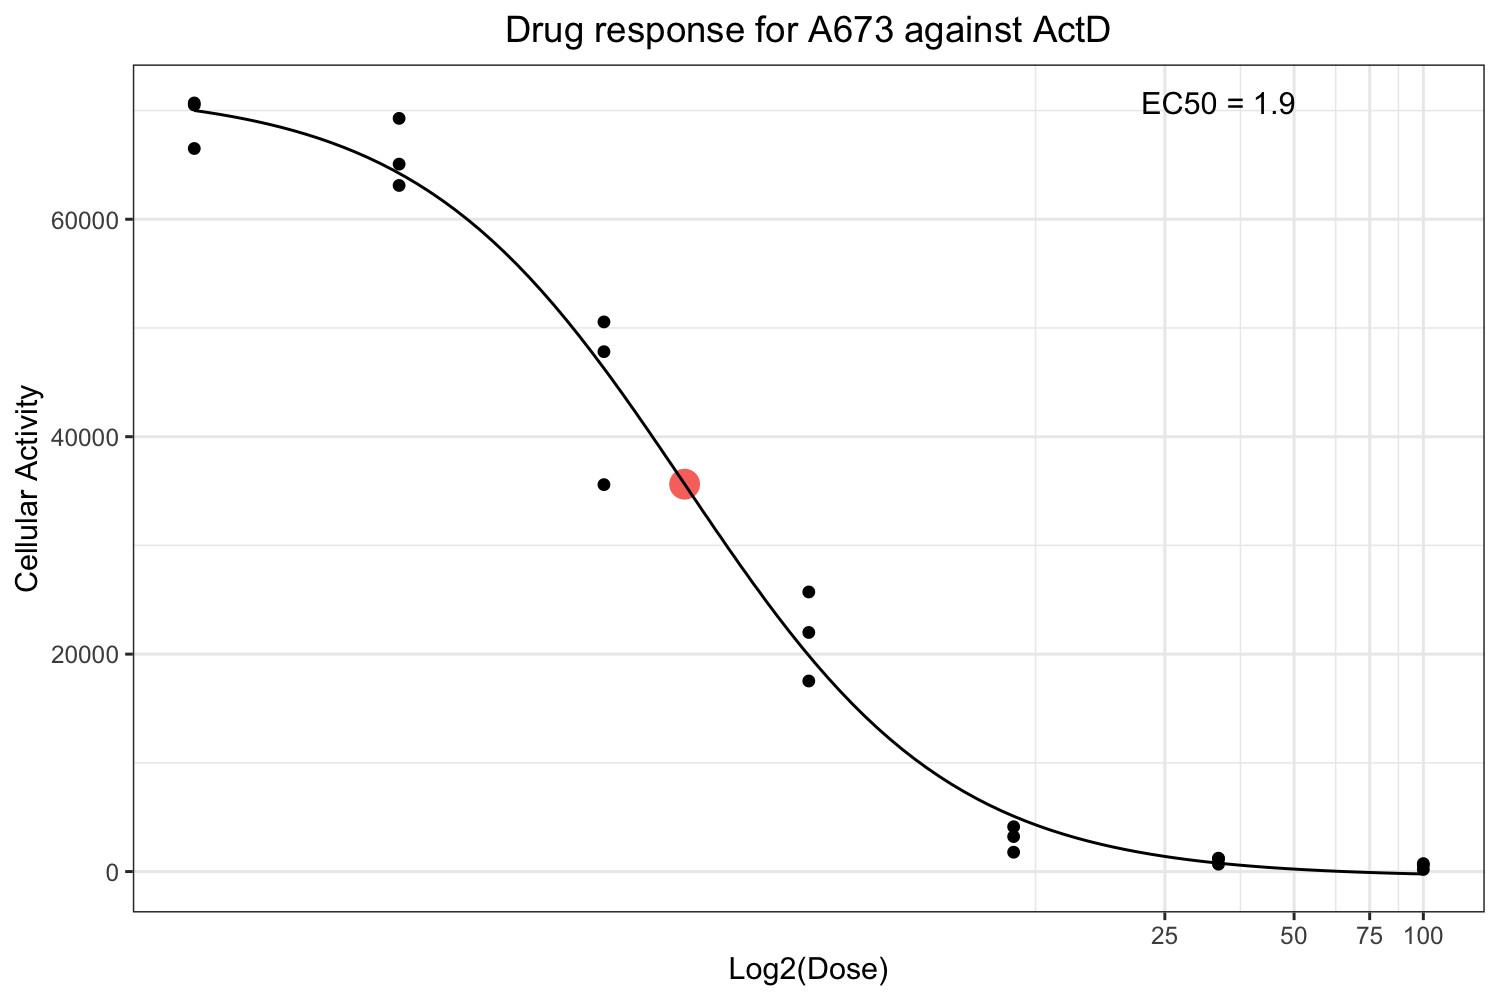 Drug response for A673 against ActD
EC50 = 1.9
Cellular Activity
60000
40000
20000
0
25 50 75 100
Log2(Dose)